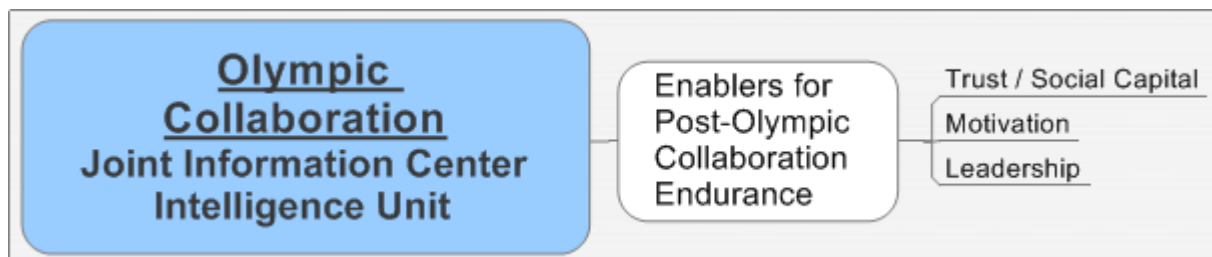 Olympic
Collaboration
Joint Information Center
Intelligence Unit
Enablers for
Post-Olympic
Collaboration
Endurance
Trust / Social Capital
Motivation
Leadership